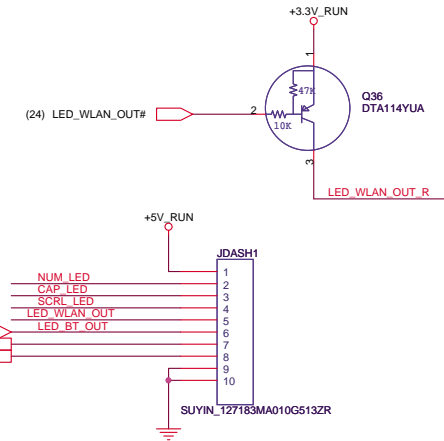 +3.3V_RUN
1
47K
Q36
DTA114YUA
(24) LED_WLAN_OUT#
2
10K
3
LED_WLAN_OUT_R
+5V_RUN
JDASH1
1
NUM_LED
2
CAP_LED
3
SCRL_LED
4
LED_WLAN_OUT
5
LED_BT_OUT
6
7
8
9
10
SUYIN_127183MA010G513ZR